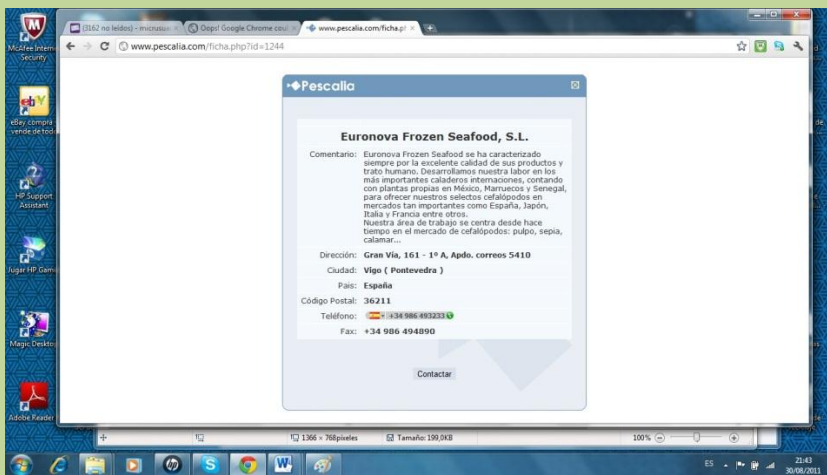 (3162 no leídos) - microsu
Oops! Google Chrome cou
www.pescalia.com/ficha.p
www.pescalia.com/ficha.php?id=1244
McAfee Intern
Security
eBay compra
vende de tod
HP Support
Assistant
Jugar HP Game
Magic Deskto
Adobe Reader
Pescalia
Euronova Frozen Seafood, S.L.
Comentario: Euronova Frozen Seafood se ha caracterizado
siempre por la excelente calidad de sus productos y
trato humano. Desarrollamos nuestra labor en los
más importantes caladeros internaciones, contando
con plantas propias en México, Marruecos y Senegal,
para ofrecer nuestros selectos cefalópodos en
mercados tan importantes como España, Japón,
Italia y Francia entre otros.
Nuestra área de trabajo se centra desde hace
tiempo en el mercado de cefalópodos: pulpo, sepia,
calamar...
Dirección: Gran Vía, 161 - 1º A, Apdo. correos 5410
Ciudad: Vigo ( Pontevedra )
Pais: España
Código Postal: 36211
Teléfono: +34 986 493233
Fax: +34 986 494890
Contactar
1366 × 768píxeles
Tamaño: 199,0KB
100%
ES
21:43
30/08/2011